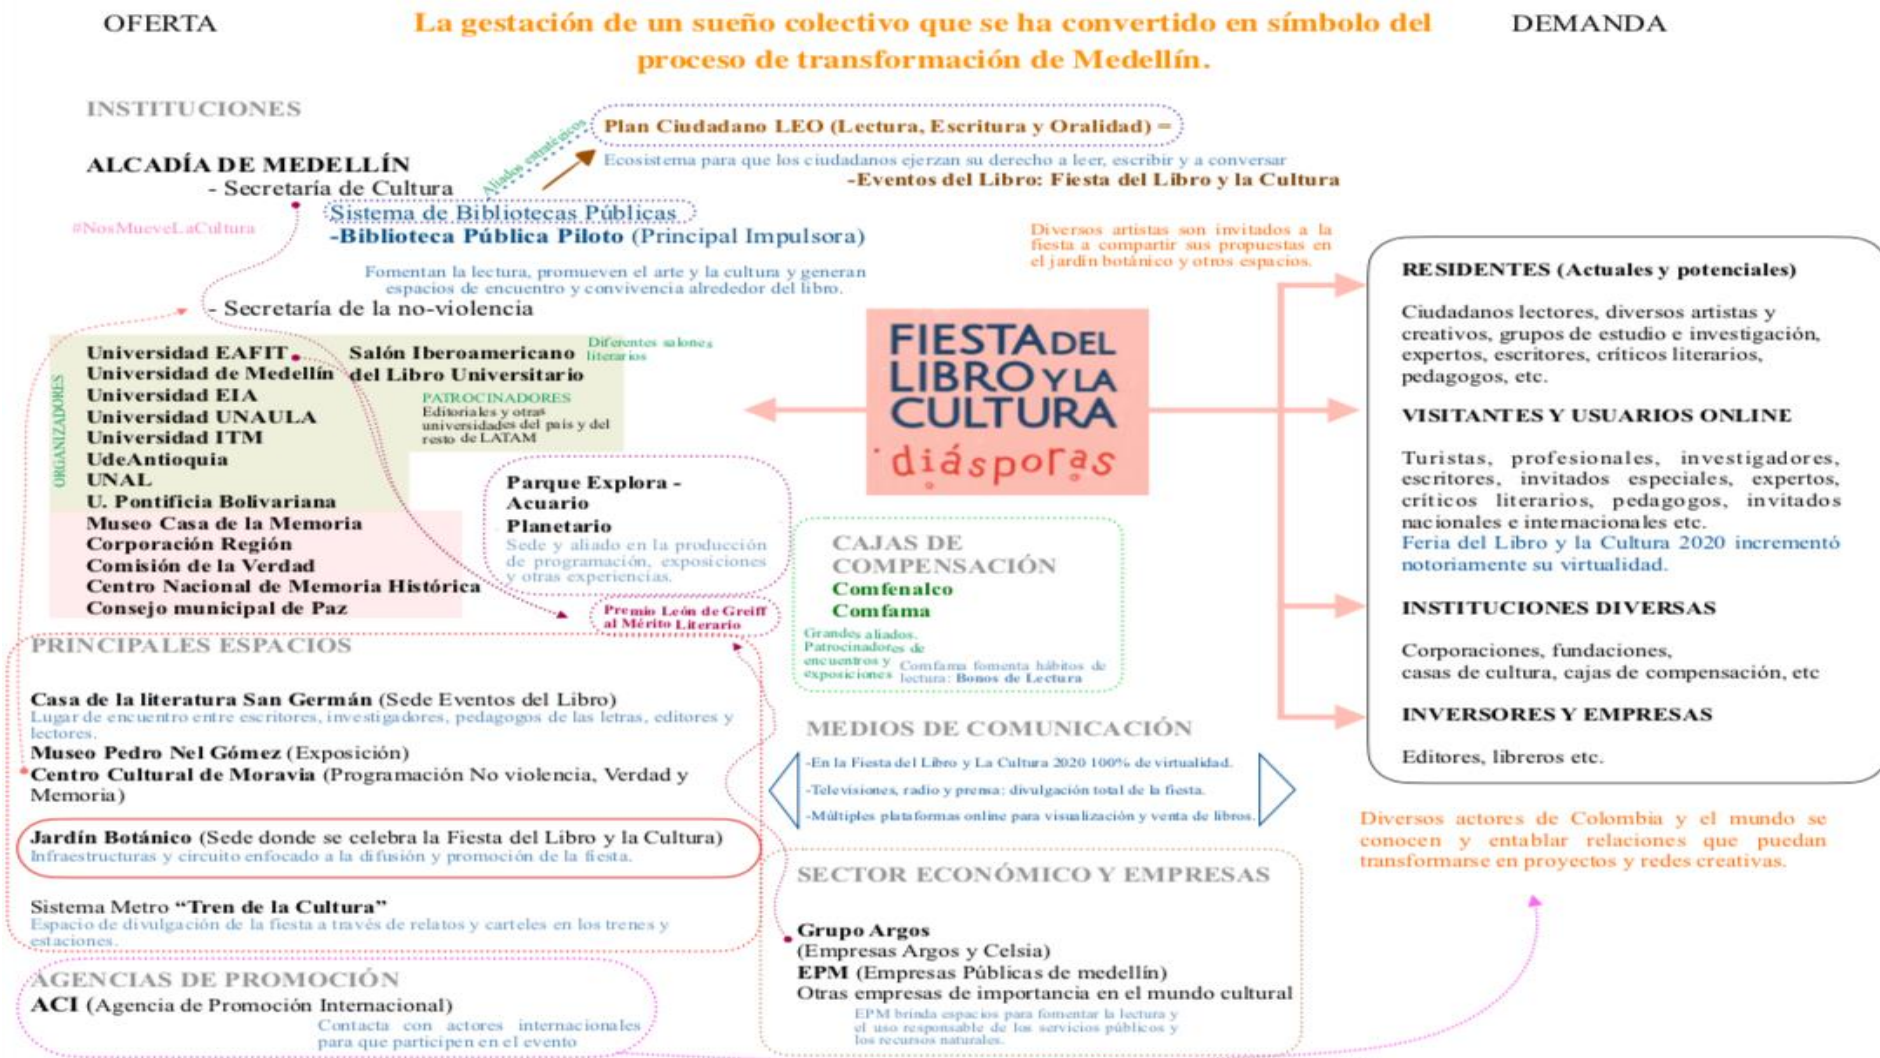 OFERTA
La gestación de un sueño colectivo que se ha convertido en símbolo del
proceso de transformación de Medellín.
DEMANDA
INSTITUCIONES
ALCADÍA DE MEDELLÍN
- Secretaría de Cultura
#NosMueveLaCultura
Aliados estratégicos
Plan Ciudadano LEO (Lectura, Escritura y Oralidad) =
Ecosistema para que los ciudadanos ejerzan su derecho a leer, escribir y a conversar
-Eventos del Libro: Fiesta del Libro y la Cultura
Sistema de Bibliotecas Públicas
-Biblioteca Pública Piloto (Principal Impulsora)
Fomentan la lectura, promueven el arte y la cultura y generan
espacios de encuentro y convivencia alrededor del libro.
- Secretaría de la no-violencia
Diversos artistas son invitados a la
fiesta a compartir sus propuestas en
el jardín botánico y otros espacios.
ORGANIZADORES
Universidad EAFIT
Universidad de Medellín
Universidad EIA
Universidad UNAULA
Universidad ITM
UdeAntioquia
UNAL
U. Pontificia Bolivariana
Museo Casa de la Memoria
Corporación Región
Comisión de la Verdad
Centro Nacional de Memoria Histórica
Consejo municipal de Paz
Salón Iberoamericano
del Libro Universitario
Diferentes salones
literarios
PATROCINADORES
Editoriales y otras
universidades del país y del
resto de LATAM
Parque Explora -
Acuario
Planetario
Sede y aliado en la producción
de programación, exposiciones
y otras experiencias.
Premio León de Greiff
al Mérito Literario
FIESTA DEL
LIBRO Y LA
CULTURA
diásporas
CAJAS DE
COMPENSACIÓN
Comfenalco
Comfama
Grandes aliados.
Patrocinadores de
encuentros y
exposiciones
Comfama fomenta hábitos de
lectura: Bonos de Lectura
PRINCIPALES ESPACIOS
Casa de la literatura San Germán (Sede Eventos del Libro)
Lugar de encuentro entre escritores, investigadores, pedagogos de las letras, editores y
lectores.
Museo Pedro Nel Gómez (Exposición)
Centro Cultural de Moravia (Programación No violencia, Verdad y
Memoria)
Jardín Botánico (Sede donde se celebra la Fiesta del Libro y la Cultura)
Infraestructuras y circuito enfocado a la difusión y promoción de la fiesta.
Sistema Metro “Tren de la Cultura”
Espacio de divulgación de la fiesta a través de relatos y carteles en los trenes y
estaciones.
AGENCIAS DE PROMOCIÓN
ACI (Agencia de Promoción Internacional)
Contacta con actores internacionales
para que participen en el evento
MEDIOS DE COMUNICACIÓN
-En la Fiesta del Libro y La Cultura 2020 100% de virtualidad.
-Televisiones, radio y prensa: divulgación total de la fiesta.
-Múltiples plataformas online para visualización y venta de libros.
SECTOR ECONÓMICO Y EMPRESAS
Grupo Argos
(Empresas Argos y Celsia)
EPM (Empresas Públicas de medellín)
Otras empresas de importancia en el mundo cultural
EPM brinda espacios para fomentar la lectura y
el uso responsable de los servicios públicos y
los recursos naturales.
RESIDENTES (Actuales y potenciales)
Ciudadanos lectores, diversos artistas y
creativos, grupos de estudio e investigación,
expertos, escritores, críticos literarios,
pedagogos, etc.
VISITANTES Y USUARIOS ONLINE
Turistas, profesionales, investigadores,
escritores, invitados especiales, expertos,
críticos literarios, pedagogos, invitados
nacionales e internacionales etc.
Feria del Libro y la Cultura 2020 incrementó
notoriamente su virtualidad.
INSTITUCIONES DIVERSAS
Corporaciones, fundaciones,
casas de cultura, cajas de compensación, etc
INVERSORES Y EMPRESAS
Editores, libreros etc.
Diversos actores de Colombia y el mundo se
conocen y entablar relaciones que puedan
transformarse en proyectos y redes creativas.